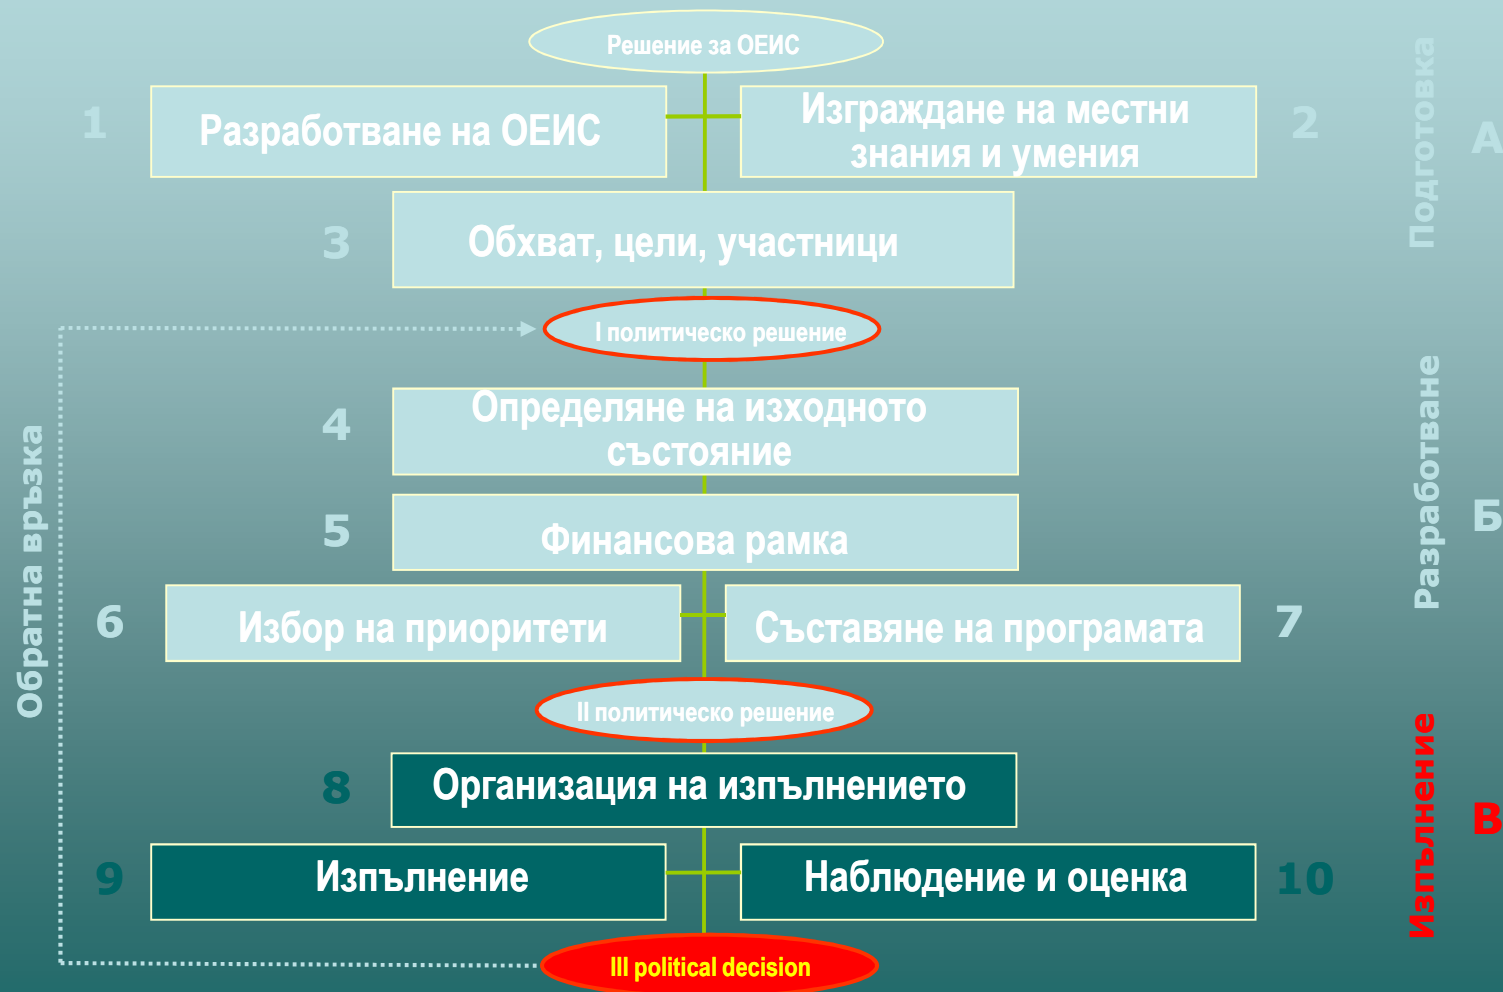 Решение за ОЕИС
1
Разработване на ОЕИС
Изграждане на местни
знания и умения
2
Подготовка
А
3
Обхват, цели, участници
I политическо решение
4
Определяне на изходното
състояние
5
Финансова рамка
Разработване
Б
Обратна връзка
6
Избор на приоритети
Съставяне на програмата
7
II политическо решение
8
Организация на изпълнението
Изпълнение
В
9
Изпълнение
Наблюдение и оценка
10
III political decision